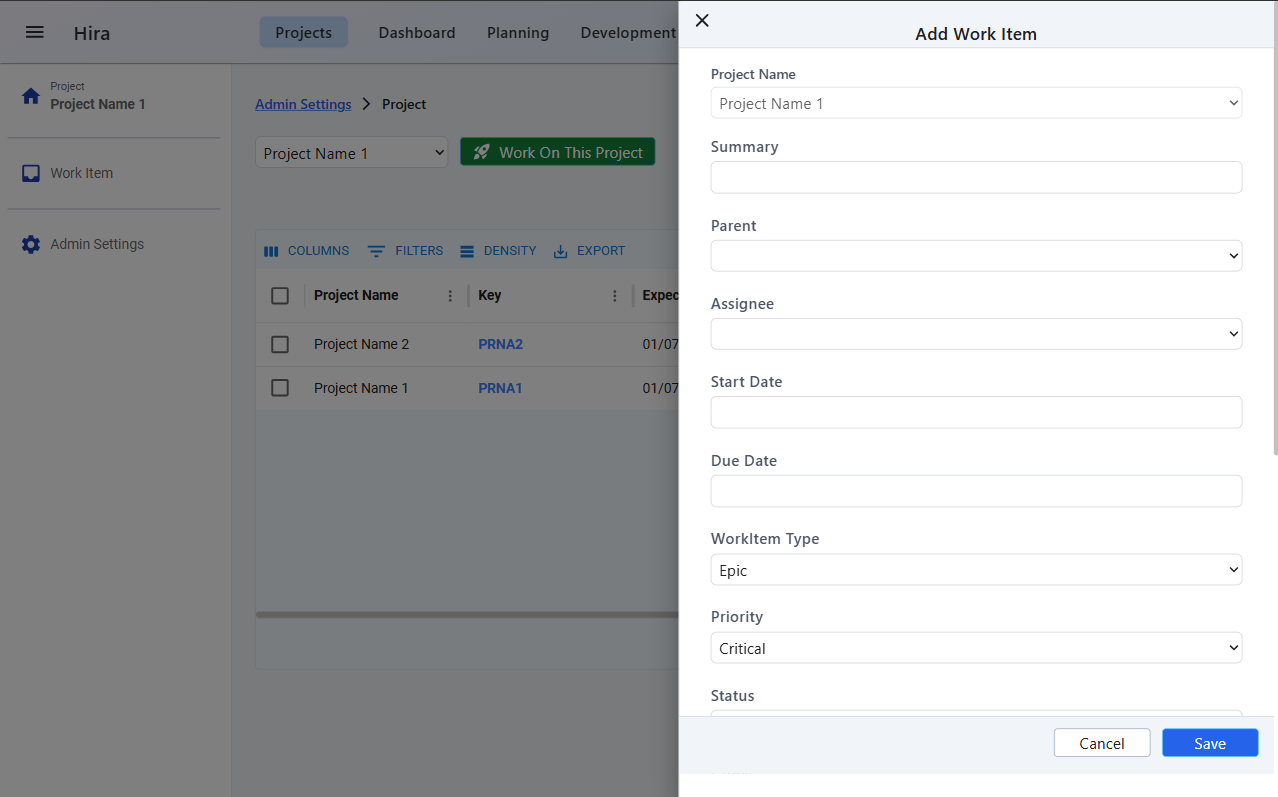 Hira
Projects
Dashboard
Planning
Development
Project
Project Name 1
Work Item
Admin Settings
Admin Settings
Project
Project Name 1
Work On This Project
COLUMNS
FILTERS
DENSITY
EXPORT
Project Name
Key
Expec
Project Name 2
PRNA2
01/07
Project Name 1
PRNA1
01/07
Add Work Item
Project Name
Project Name 1
Summary
Parent
Assignee
Start Date
Due Date
WorkItem Type
Epic
Priority
Critical
Status
Cancel
Save